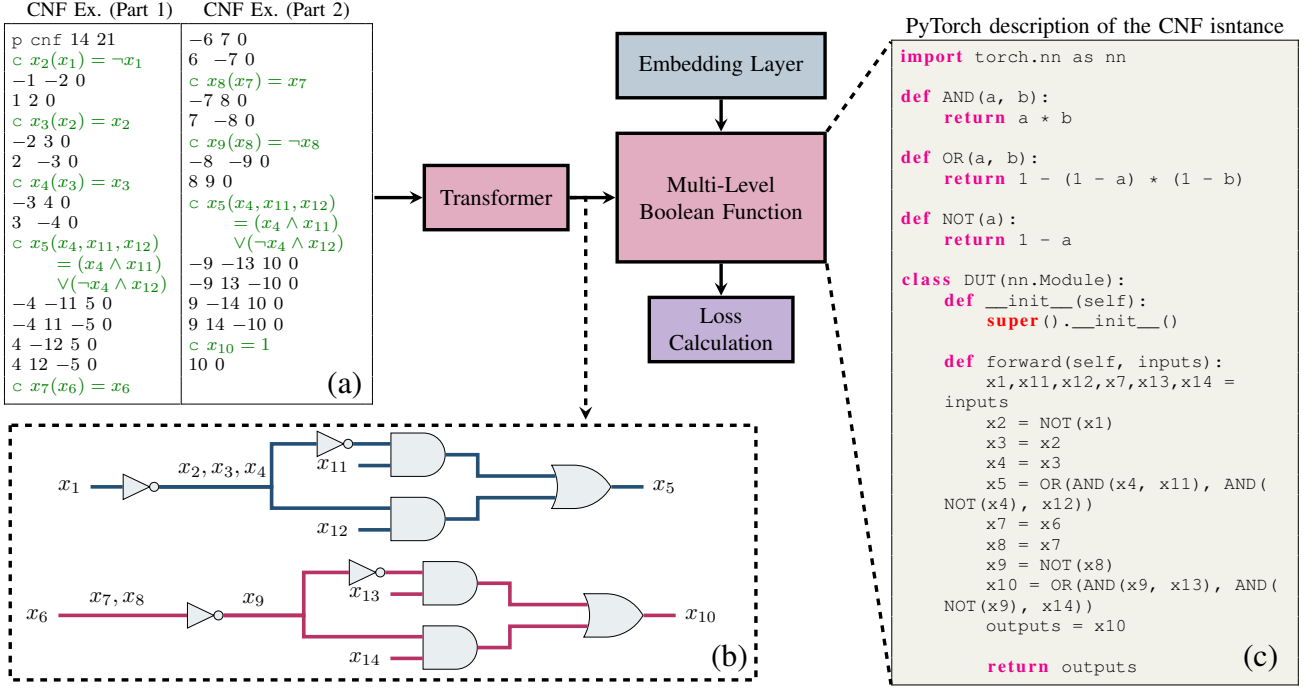 CNF Ex. (Part 1)
p cnf 14 21
c x₂(x₁) = ¬x₁
−1 −2 0
1 2 0
c x₃(x₂) = x₂
−2 3 0
2 −3 0
c x₄(x₃) = x₃
−3 4 0
3 −4 0
c x₅(x₄, x₁₁, x₁₂)
= (x₄ ∧ x₁₁)
∨(¬x₄ ∧ x₁₂)
−4 −11 5 0
−4 11 −5 0
4 −12 5 0
4 12 −5 0
c x₇(x₆) = x₆
CNF Ex. (Part 2)
−6 7 0
6 −7 0
c x₈(x₇) = x₇
−7 8 0
7 −8 0
c x₉(x₈) = ¬x₈
−8 −9 0
8 9 0
c x₅(x₄, x₁₁, x₁₂)
= (x₄ ∧ x₁₁)
∨(¬x₄ ∧ x₁₂)
−9 −13 10 0
−9 13 −10 0
9 −14 10 0
9 14 −10 0
c x₁₀ = 1
10 0
(a)
Transformer
Embedding Layer
Multi-Level
Boolean Function
Loss
Calculation
x₁
x₂, x₃, x₄
x₁₁
x₁₂
x₅
x₆
x₇, x₈
x₉
x₁₃
x₁₄
x₁₀
(b)
PyTorch description of the CNF isntance
import torch.nn as nn
def AND(a, b):
return a * b
def OR(a, b):
return 1 - (1 - a) * (1 - b)
def NOT(a):
return 1 - a
class DUT(nn.Module):
def __init__(self):
super().__init__()
def forward(self, inputs):
x1,x11,x12,x7,x13,x14 =
inputs
x2 = NOT(x1)
x3 = x2
x4 = x3
x5 = OR(AND(x4, x11), AND(
NOT(x4), x12))
x7 = x6
x8 = x7
x9 = NOT(x8)
x10 = OR(AND(x9, x13), AND(
NOT(x9), x14))
outputs = x10
return outputs
(c)